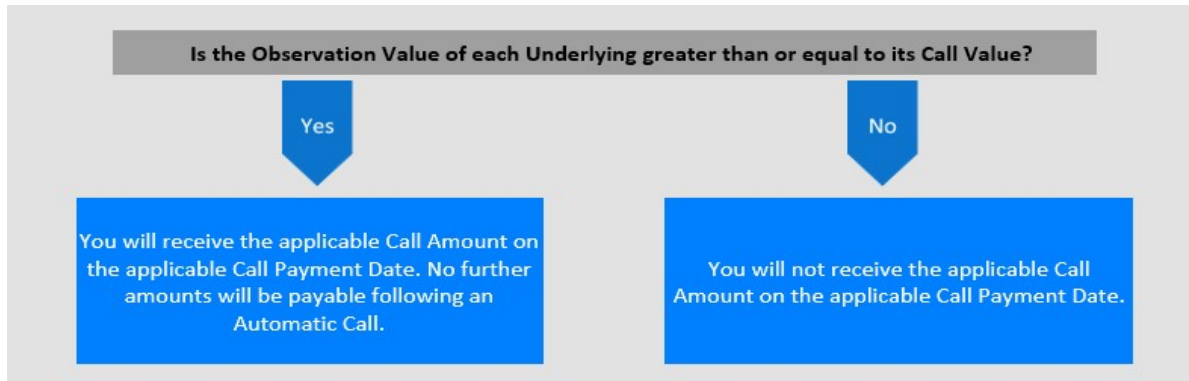 Is the Observation Value of each Underlying greater than or equal to its Call Value?
Yes
No
You will receive the applicable Call Amount on
the applicable Call Payment Date. No further
amounts will be payable following an
Automatic Call.
You will not receive the applicable Call
Amount on the applicable Call Payment Date.